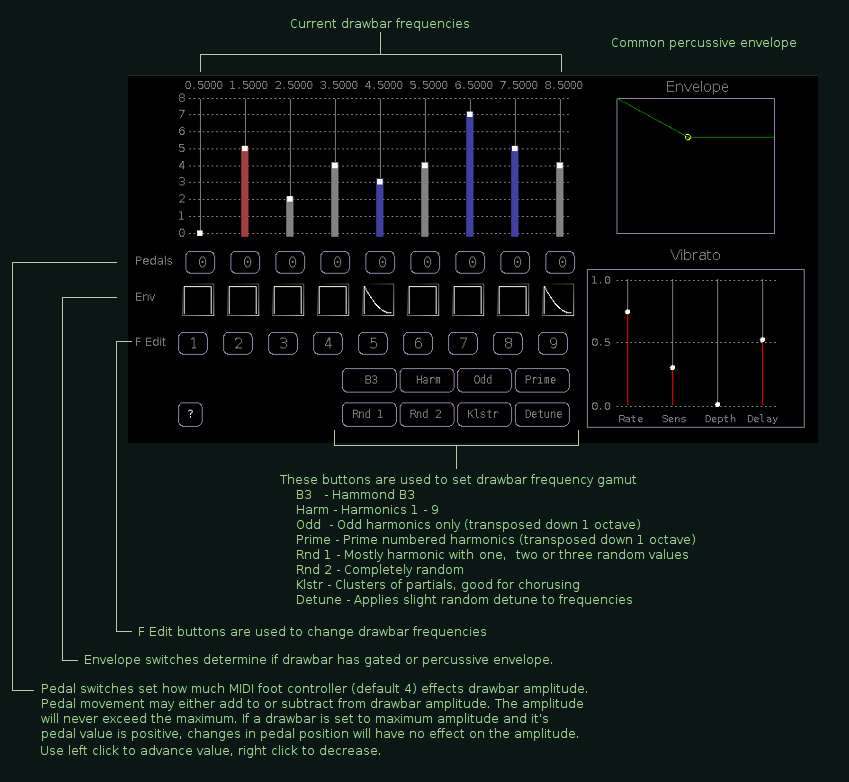 Current drawbar frequencies
Common percussive envelope
0.5000 1.5000 2.5000 3.5000 4.5000 5.5000 6.5000 7.5000 8.5000
Envelope
8
7
6
5
4
3
2
1
0
Pedals 0 0 0 0 0 0 0 0 0
Vibrato
1.0
0.5
0.0
Rate Sens Depth Delay
Env
F Edit 1 2 3 4 5 6 7 8 9
B3 Harm Odd Prime
? Rnd 1 Rnd 2 Klstr Detune
These buttons are used to set drawbar frequency gamut
B3 - Hammond B3
Harm - Harmonics 1 - 9
Odd - Odd harmonics only (transposed down 1 octave)
Prime - Prime numbered harmonics (transposed down 1 octave)
Rnd 1 - Mostly harmonic with one, two or three random values
Rnd 2 - Completely random
Klstr - Clusters of partials, good for chorusing
Detune - Applies slight random detune to frequencies
F Edit buttons are used to change drawbar frequencies
Envelope switches determine if drawbar has gated or percussive envelope.
Pedal switches set how much MIDI foot controller (default 4) effects drawbar amplitude.
Pedal movement may either add to or subtract from drawbar amplitude. The amplitude
will never exceed the maximum. If a drawbar is set to maximum amplitude and it's
pedal value is positive, changes in pedal position will have no effect on the amplitude.
Use left click to advance value, right click to decrease.